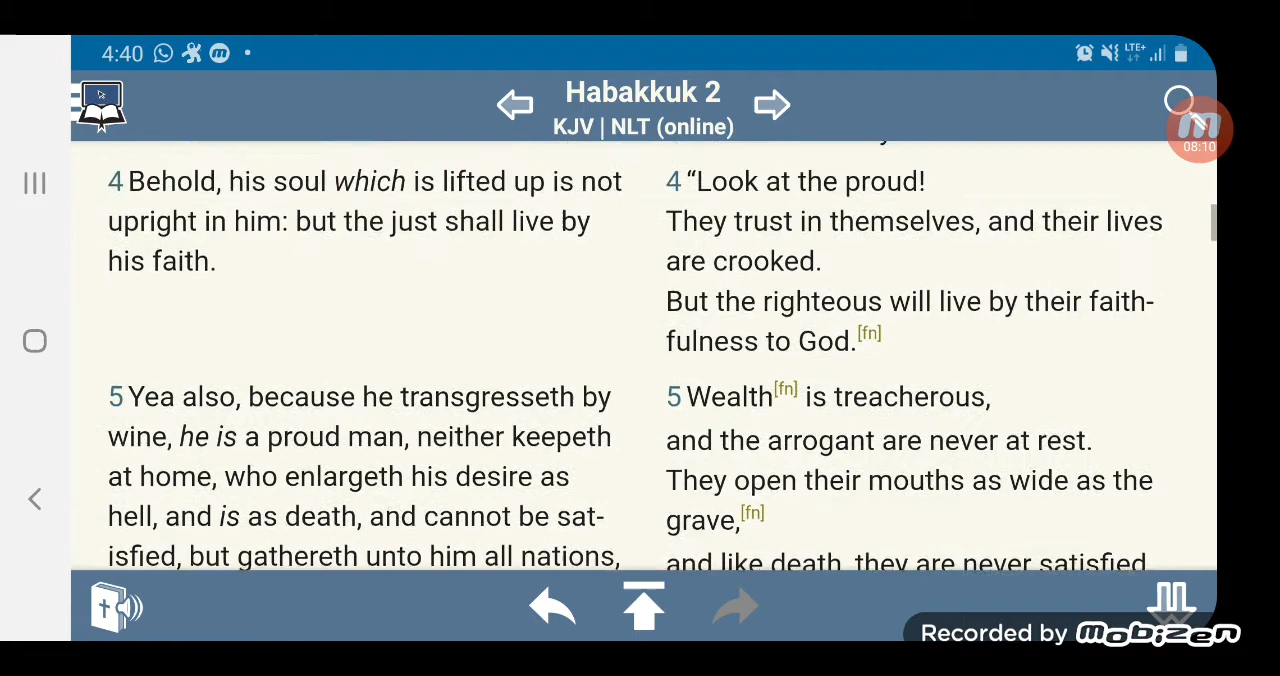 4:40
LTE+
Habakkuk 2
KJV | NLT (online)
08:10
4 Behold, his soul which is lifted up is not
upright in him: but the just shall live by
his faith.
5 Yea also, because he transgresseth by
wine, he is a proud man, neither keepeth
at home, who enlargeth his desire as
hell, and is as death, and cannot be sat-
isfied, but gathereth unto him all nations,
4 “Look at the proud!
They trust in themselves, and their lives
are crooked.
But the righteous will live by their faith-
fulness to God.[fn]
5 Wealth[fn] is treacherous,
and the arrogant are never at rest.
They open their mouths as wide as the
grave,[fn]
and like death, they are never satisfied.
Recorded by Mobizen